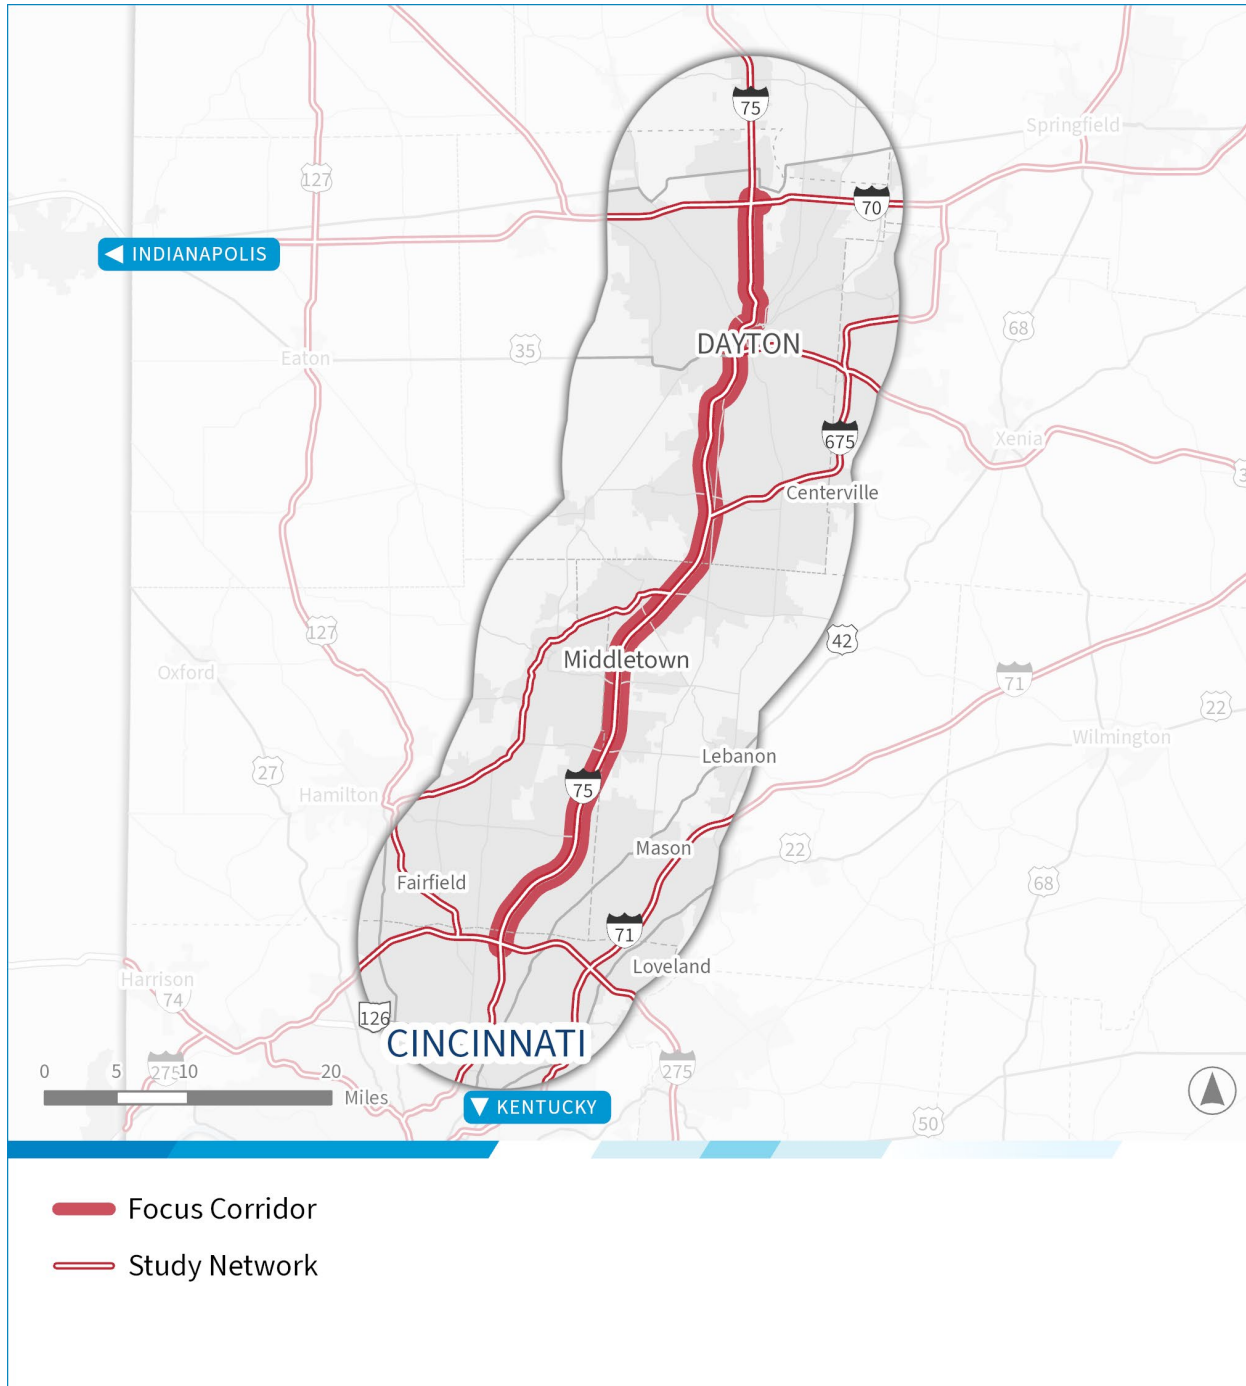 75
Springfield
127
70
INDIANAPOLIS
68
35
DAYTON
Eaton
675
Xenia
3
Centerville
127
42
Middletown
Oxford
71
22
Wilmington
Lebanon
27
75
Hamilton
Mason
22
Fairfield
68
71
Loveland
Harrison
74
126
CINCINNATI
275
275
0 5 10 20
Miles
KENTUCKY
50
Focus Corridor
Study Network